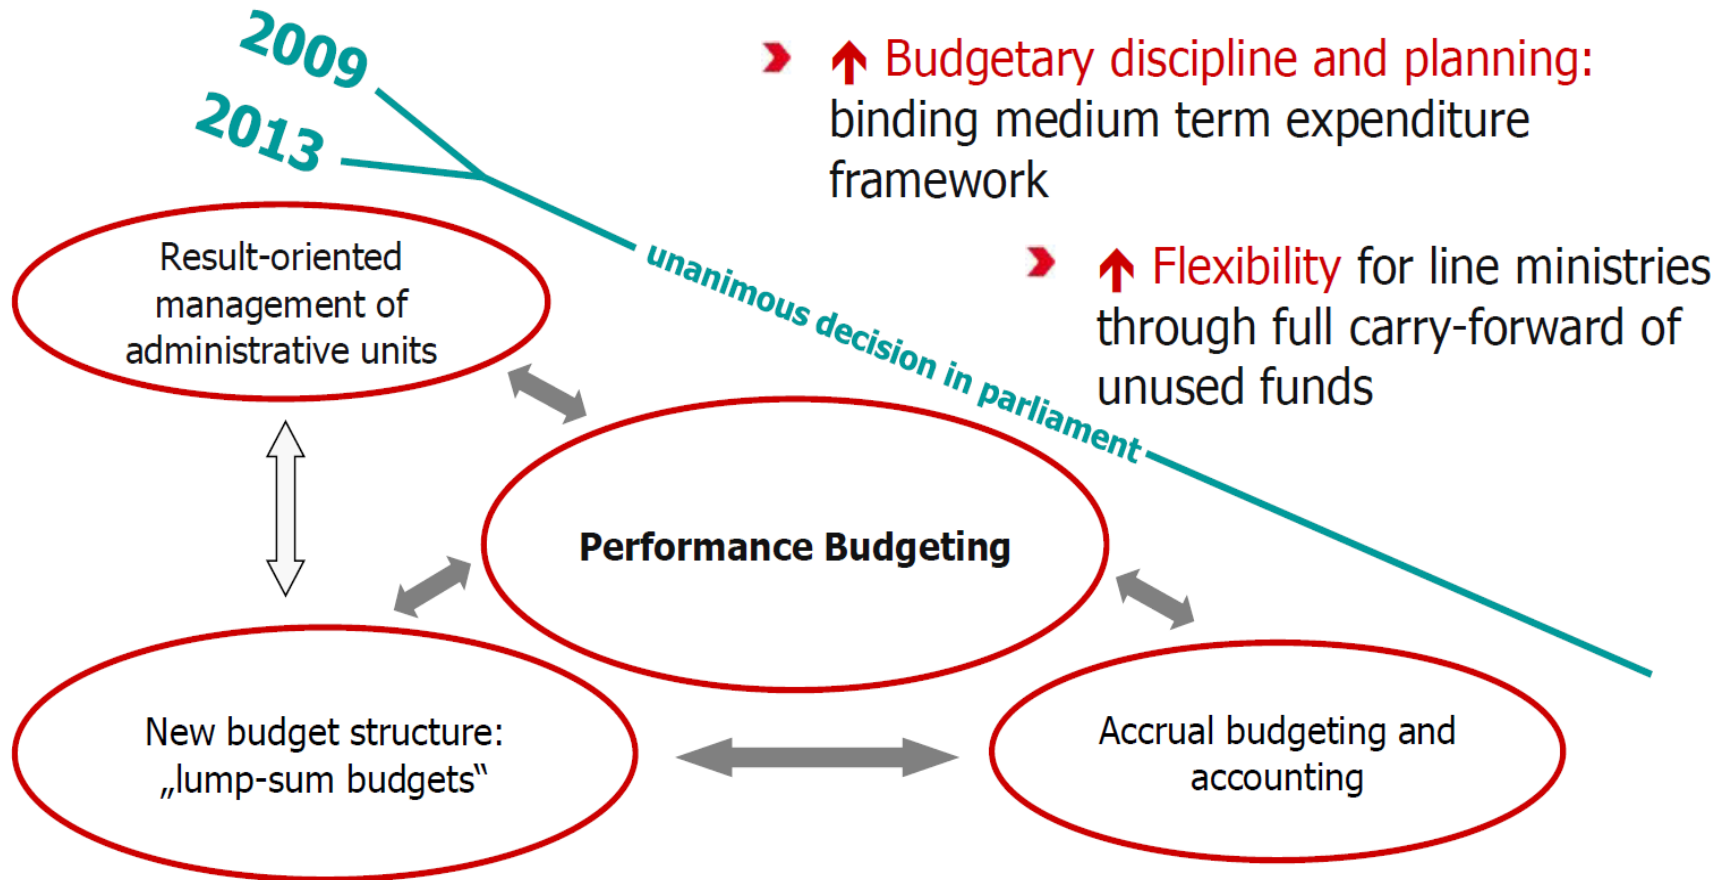 2009
2013
Budgetary discipline and planning:
binding medium term expenditure
framework
Flexibility for line ministries
through full carry-forward of
unused funds
unanimous decision in parliament
Result-oriented
management of
administrative units
Performance Budgeting
New budget structure:
„lump-sum budgets“
Accrual budgeting and
accounting